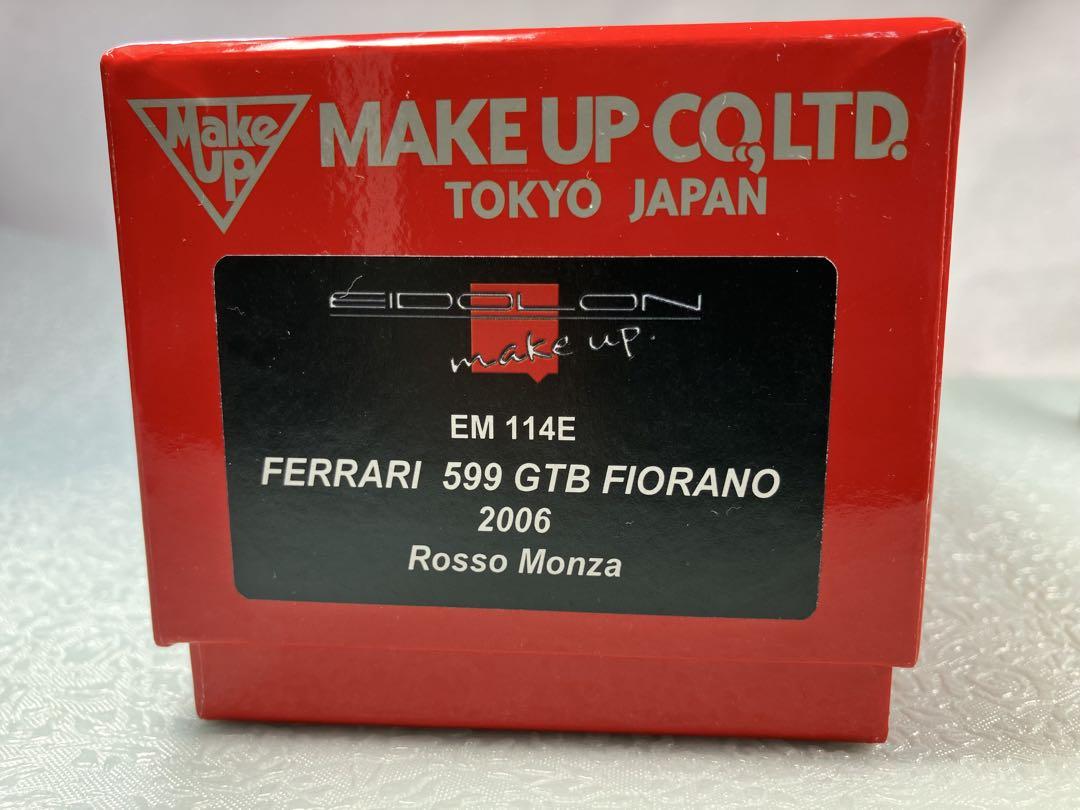 Make Up
MAKE UP CO.,LTD.
TOKYO JAPAN
EIDOLON
make up.
EM 114E
FERRARI 599 GTB FIORANO
2006
Rosso Monza